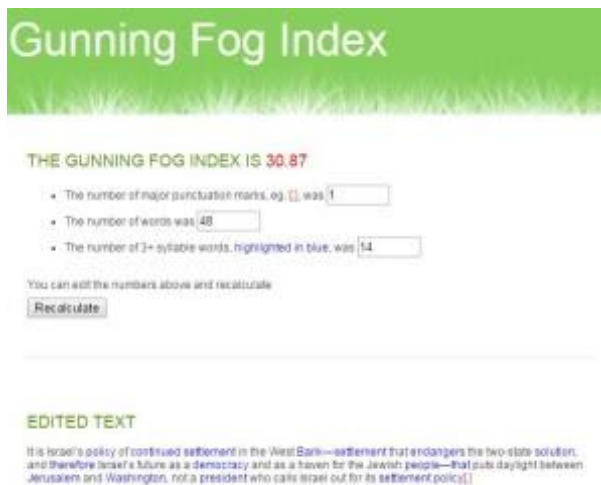 Gunning Fog Index
THE GUNNING FOG INDEX IS 30.87
• The number of major punctuation marks, eg. [.], was 1
• The number of words was 48
• The number of 3+ syllable words, highlighted in blue, was 14
You can edit the numbers above and recalculate
Recalculate
EDITED TEXT
It is Israel's policy of continued settlement in the West Bank—settlement that endangers the two-state solution,
and therefore Israel's future as a democracy and as a haven for the Jewish people—that puts daylight between
Jerusalem and Washington, not a president who calls Israel out for its settlement policy[.]